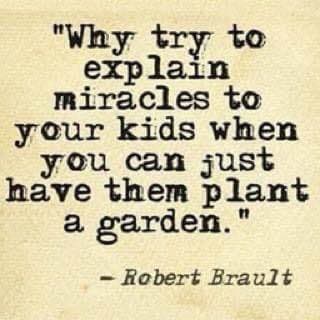 "Why try to
explain
miracles to
your kids when
you can just
have them plant
a garden."
– Robert Brault